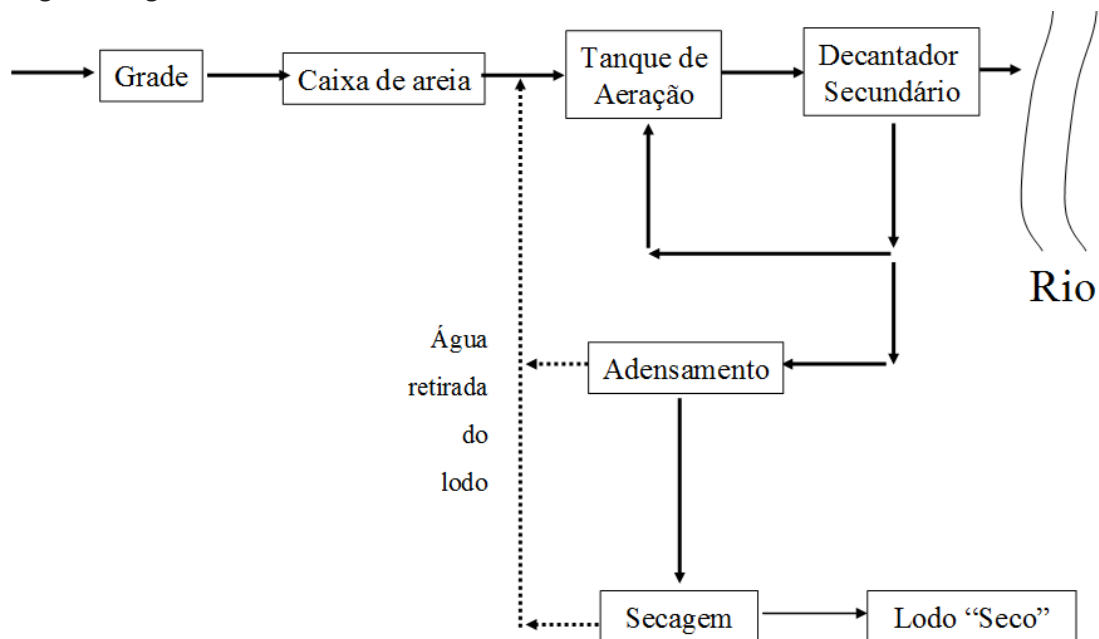 Grade
Caixa de areia
Tanque de
Aeração
Decantador
Secundário
Rio
Água
retirada
do
lodo
Adensamento
Secagem
Lodo “Seco”